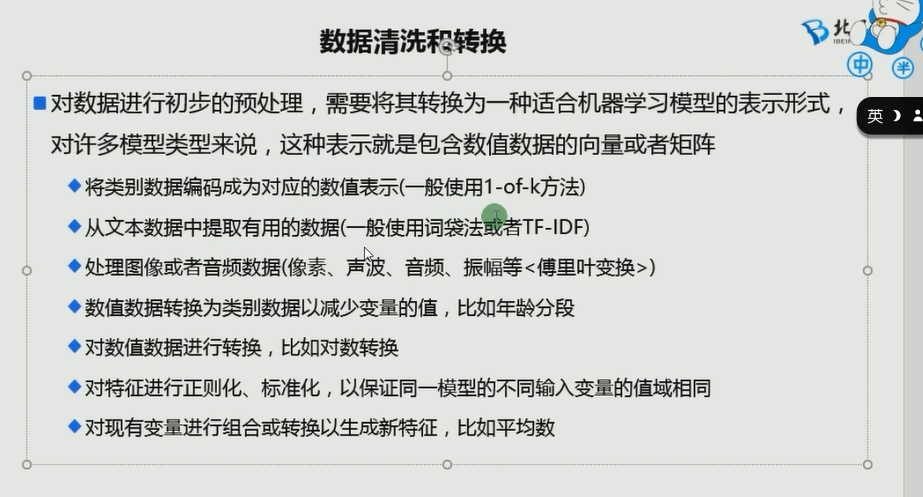 数据清洗和转换
北
中
半
英
对数据进行初步的预处理，需要将其转换为一种适合机器学习模型的表示形式，
对许多模型类型来说，这种表示就是包含数值数据的向量或者矩阵
将类别数据编码成为对应的数值表示(一般使用1-of-k方法)
从文本数据中提取有用的数据(一般使用词袋法或者TF-IDF)
处理图像或者音频数据(像素、声波、音频、振幅等<傅里叶变换>)
数值数据转换为类别数据以减少变量的值，比如年龄分段
对数值数据进行转换，比如对数转换
对特征进行正则化、标准化，以保证同一模型的不同输入变量的值域相同
对现有变量进行组合或转换以生成新特征，比如平均数